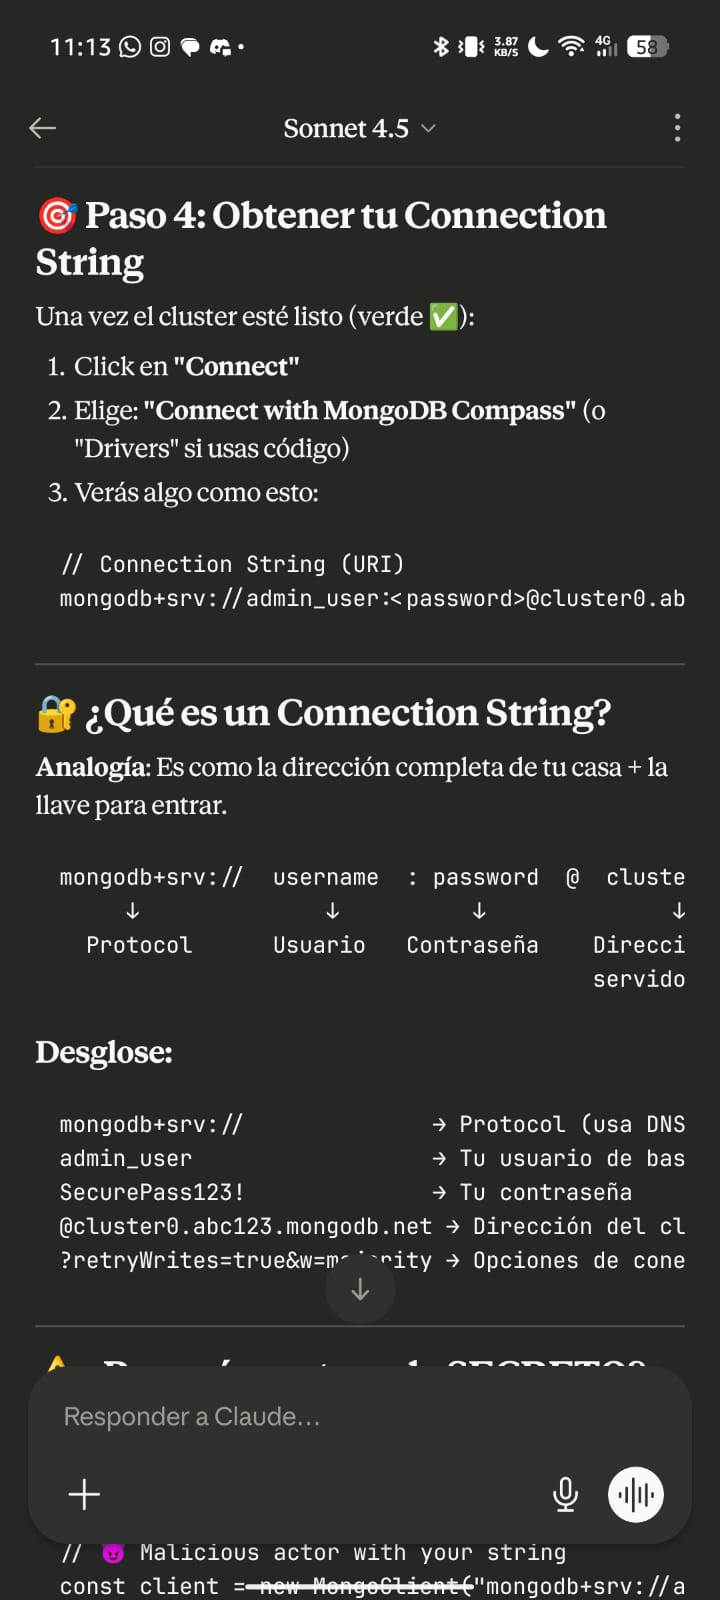 11:13
3.87
KB/S
4G
58
Sonnet 4.5
🎯 Paso 4: Obtener tu Connection
String
Una vez el cluster esté listo (verde ✅):
1. Click en "Connect"
2. Elige: "Connect with MongoDB Compass" (o
"Drivers" si usas código)
3. Verás algo como esto:
// Connection String (URI)
mongodb+srv://admin_user:<password>@cluster0.ab
🔐 ¿Qué es un Connection String?
Analogía: Es como la dirección completa de tu casa + la
llave para entrar.
mongodb+srv:// username : password @ cluste
↓ ↓ ↓ ↓
Protocol Usuario Contraseña Direcci
servido
Desglose:
mongodb+srv:// → Protocol (usa DNS
admin_user → Tu usuario de bas
SecurePass123! → Tu contraseña
@cluster0.abc123.mongodb.net → Dirección del cl
?retryWrites=true&w=majority → Opciones de cone
SECRETO?
Responder a Claude...
// 😈 Malicious actor with your string
const client = new MongoClient("mongodb+srv://a